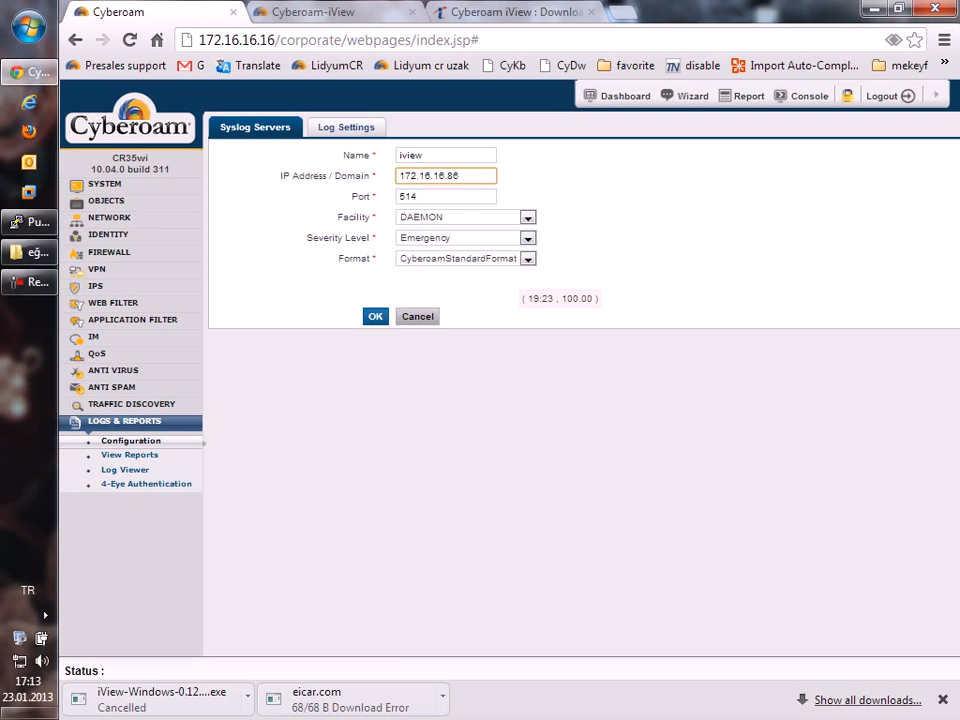 Cyberoam
Cyberoam-iView
Cyberoam iView : Downloa
172.16.16.16/corporate/webpages/index.jsp#
Presales support
G
Translate
LidyumCR
Lidyum cr uzak
CyKb
CyDw
favorite
TN disable
Import Auto-Compl...
mekeyf
»
Cy...
Pu...
eğ...
Re...
TR
17:13
23.01.2013
Dashboard
Wizard
Report
Console
Logout
Cyberoam
CR35wi
10.04.0 build 311
SYSTEM
OBJECTS
NETWORK
IDENTITY
FIREWALL
VPN
IPS
WEB FILTER
APPLICATION FILTER
IM
QoS
ANTI VIRUS
ANTI SPAM
TRAFFIC DISCOVERY
LOGS & REPORTS
Configuration
View Reports
Log Viewer
4-Eye Authentication
Syslog Servers
Log Settings
Name * iview
IP Address / Domain * 172.16.16.86
Port * 514
Facility * DAEMON
Severity Level * Emergency
Format * CyberoamStandardFormat
( 19:23 , 100.00 )
OK
Cancel
Status :
iView-Windows-0.12....exe
Cancelled
eicar.com
68/68 B Download Error
Show all downloads...